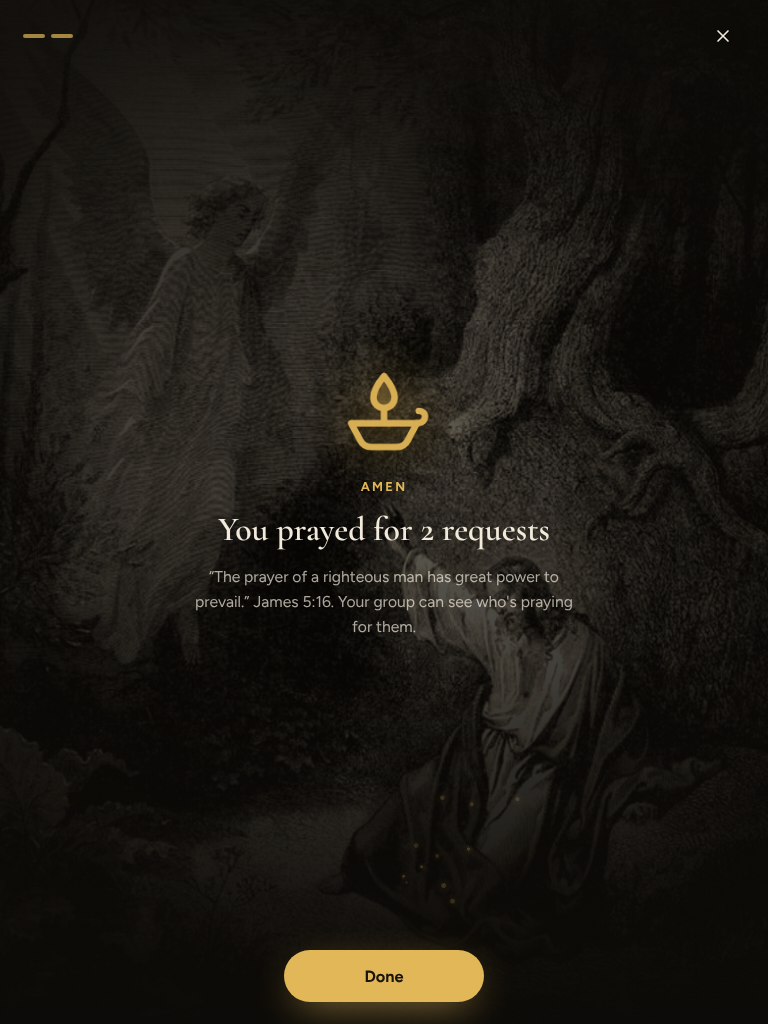 AMEN
You prayed for 2 requests
“The prayer of a righteous man has great power to
prevail.” James 5:16. Your group can see who's praying
for them.
Done